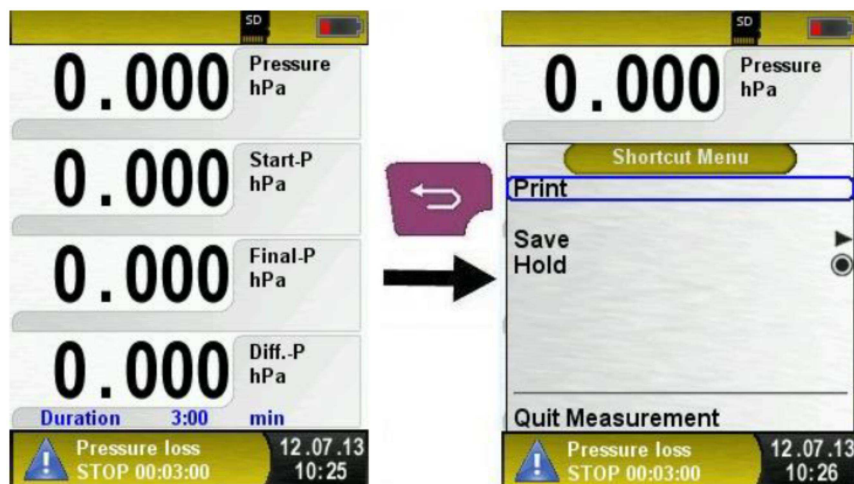 SD
0.000 Pressure
hPa
0.000 Start-P
hPa
0.000 Final-P
hPa
0.000 Diff.-P
hPa
Duration 3:00 min
Pressure loss 12.07.13
STOP 00:03:00 10:25
SD
0.000 Pressure
hPa
Shortcut Menu
Print
Save
Hold
Quit Measurement
Pressure loss 12.07.13
STOP 00:03:00 10:26